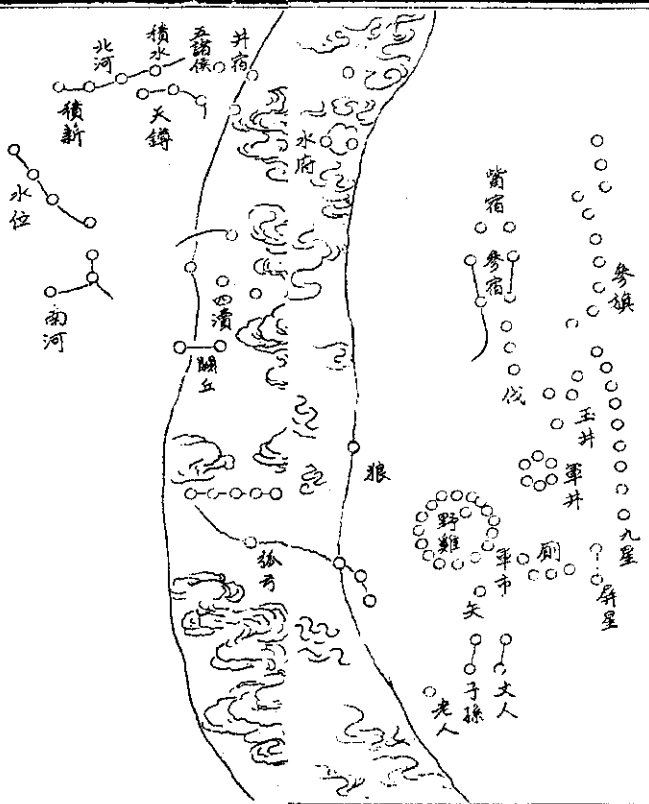 參旗
九星
屏星
玉井
軍井
廁
觜宿
參宿
伐
軍市
野雞
矢
丈人
子孫
老人
狼
水府
井宿
五諸侯
積水
北河
積薪
天鐏
水位
南河
四瀆
闕丘
弧弓